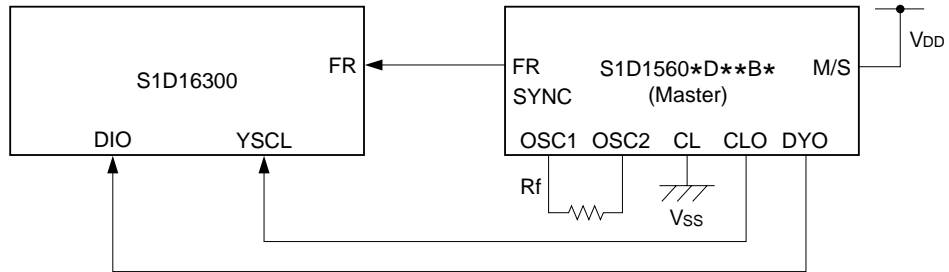 VDD
FR
FR
S1D1560*D**B*
M/S
S1D16300
SYNC
(Master)
DIO
YSCL
OSC1
OSC2
CL
CLO
DYO
Rf
VSS